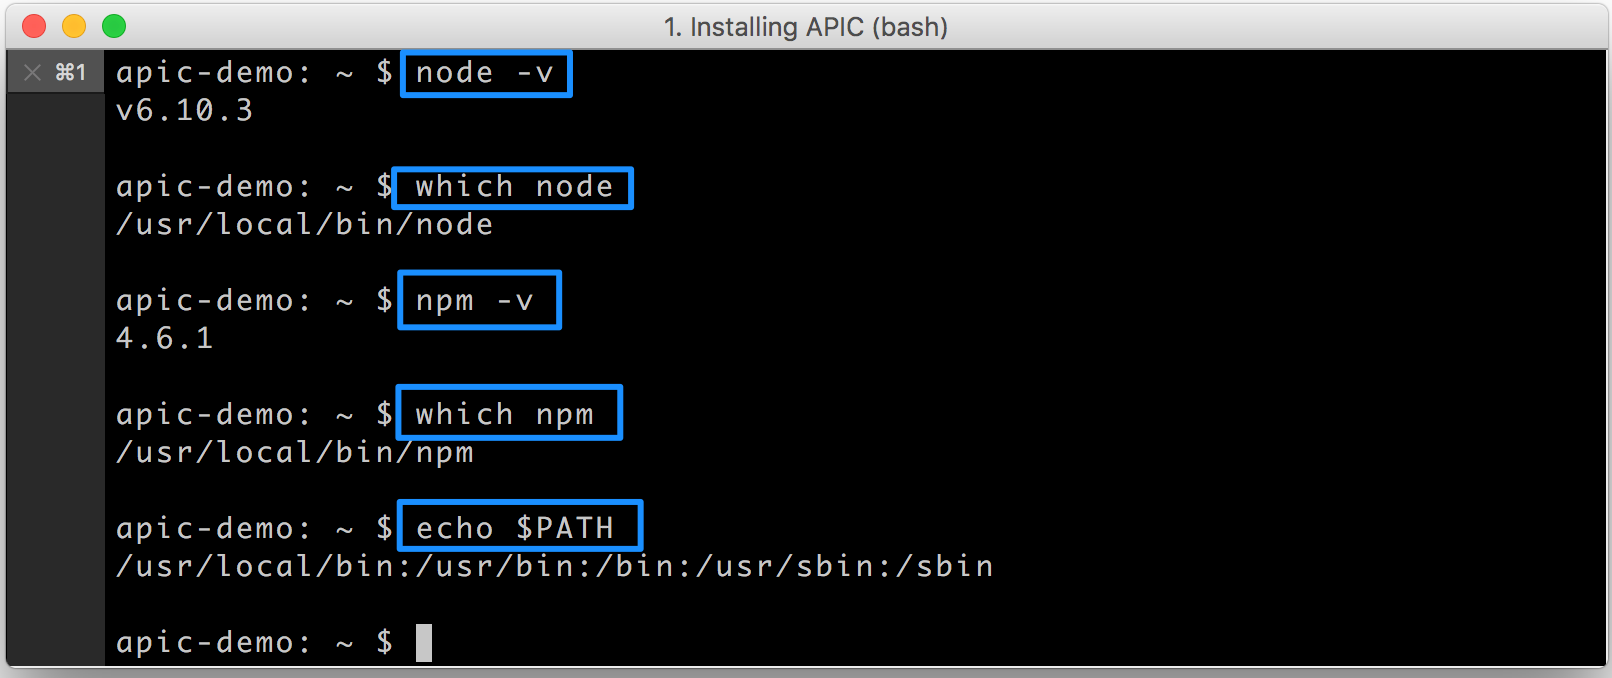 1. Installing APIC (bash)
⌘1
apic-demo: ~ $ node -v
v6.10.3
apic-demo: ~ $ which node
/usr/local/bin/node
apic-demo: ~ $ npm -v
4.6.1
apic-demo: ~ $ which npm
/usr/local/bin/npm
apic-demo: ~ $ echo $PATH
/usr/local/bin:/usr/bin:/bin:/usr/sbin:/sbin
apic-demo: ~ $